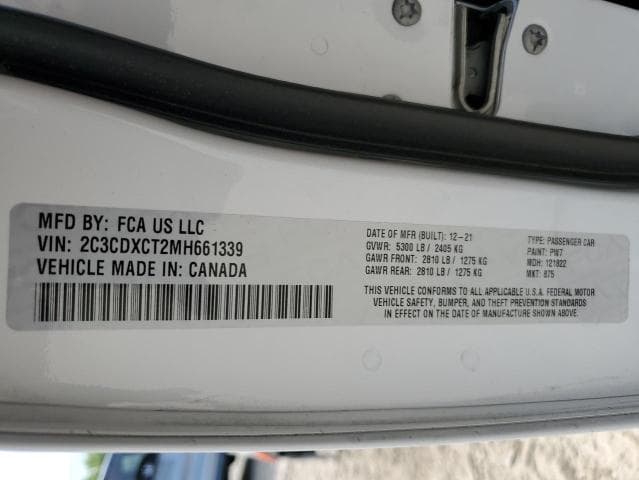 MFD BY: FCA US LLC
VIN: 2C3CDXCT2MH661339
VEHICLE MADE IN: CANADA
DATE OF MFR (BUILT): 12-21
GVWR: 5300 LB / 2405 KG
GAWR FRONT: 2810 LB / 1275 KG
GAWR REAR: 2810 LB / 1275 KG
TYPE: PASSENGER CAR
PAINT: PW7
MDH: 121822
MKT: 875
THIS VEHICLE CONFORMS TO ALL APPLICABLE U.S.A. FEDERAL MOTOR
VEHICLE SAFETY, BUMPER, AND THEFT PREVENTION STANDARDS
IN EFFECT ON THE DATE OF MANUFACTURE SHOWN ABOVE.